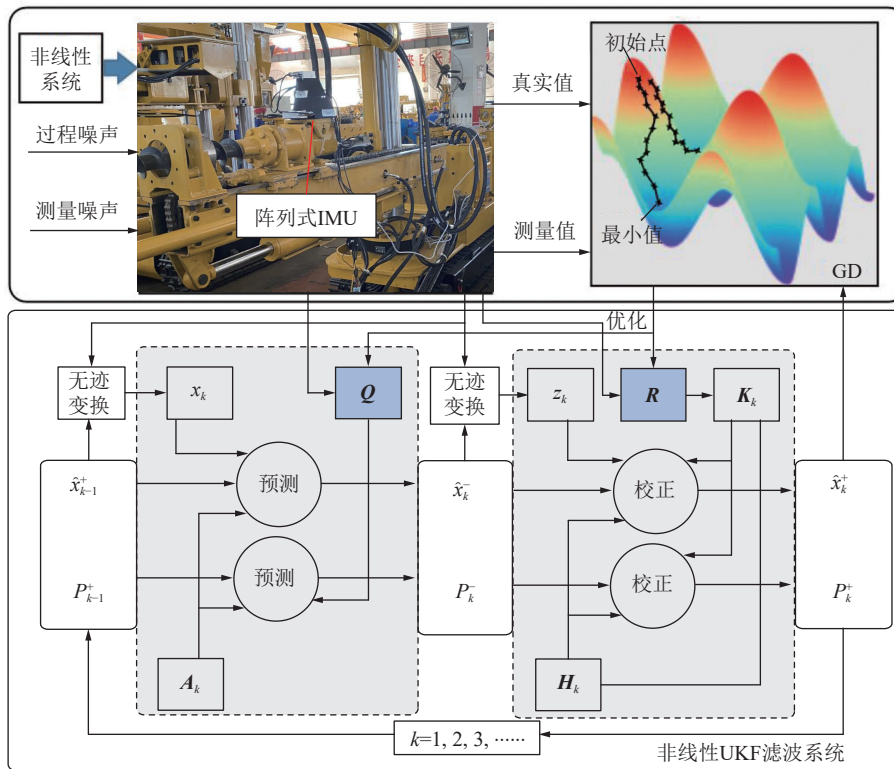 非线性
系统
过程噪声
测量噪声
阵列式IMU
真实值
测量值
初始点
最小值
GD
优化
无迹
变换
x_k
Q
无迹
变换
z_k
R
K_k
x̂_{k-1}^+
预测
x̂_k^-
校正
x̂_k^+
P_{k-1}^+
预测
P_k^-
校正
P_k^+
A_k
H_k
k=1, 2, 3, ……
非线性UKF滤波系统